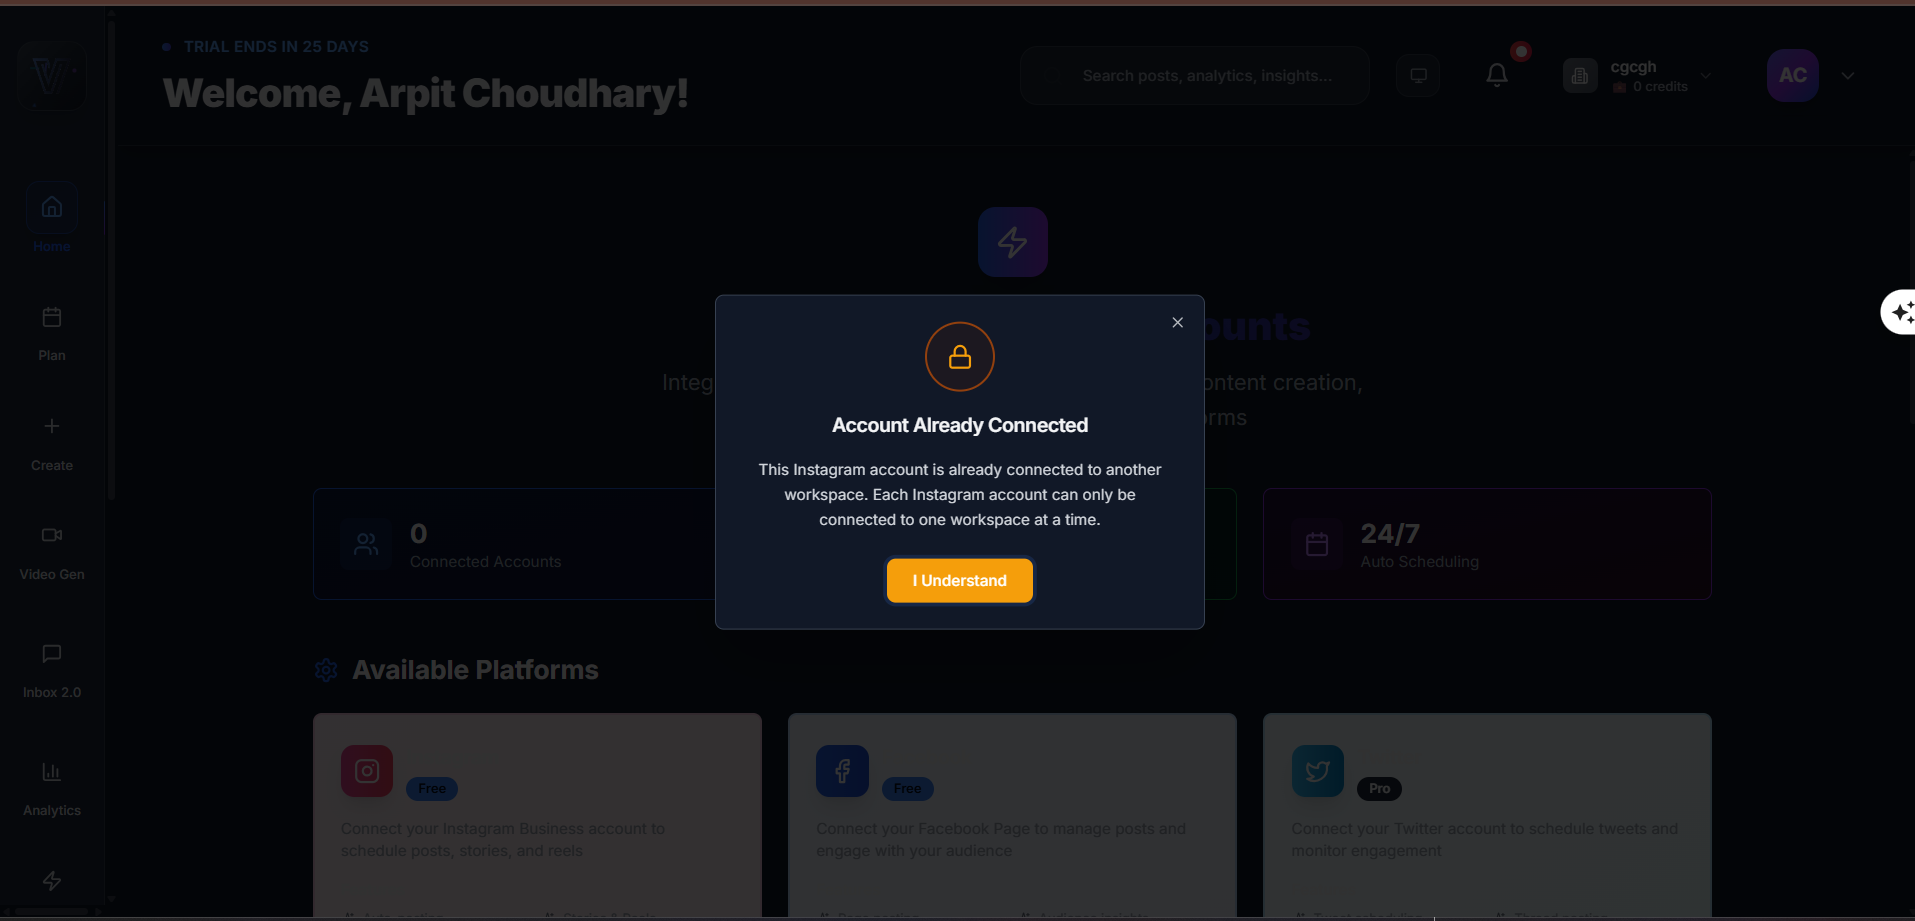 TRIAL ENDS IN 25 DAYS
Welcome, Arpit Choudhary!
Search posts, analytics, insights...
cgcgh
0 credits
AC
Home
Plan
Create
Video Gen
Inbox 2.0
Analytics
ounts
Integ
ontent creation,
orms
Account Already Connected
This Instagram account is already connected to another
workspace. Each Instagram account can only be
connected to one workspace at a time.
I Understand
0
Connected Accounts
24/7
Auto Scheduling
Available Platforms
Free
Connect your Instagram Business account to
schedule posts, stories, and reels
Free
Connect your Facebook Page to manage posts and
engage with your audience
Pro
Connect your Twitter account to schedule tweets and
monitor engagement